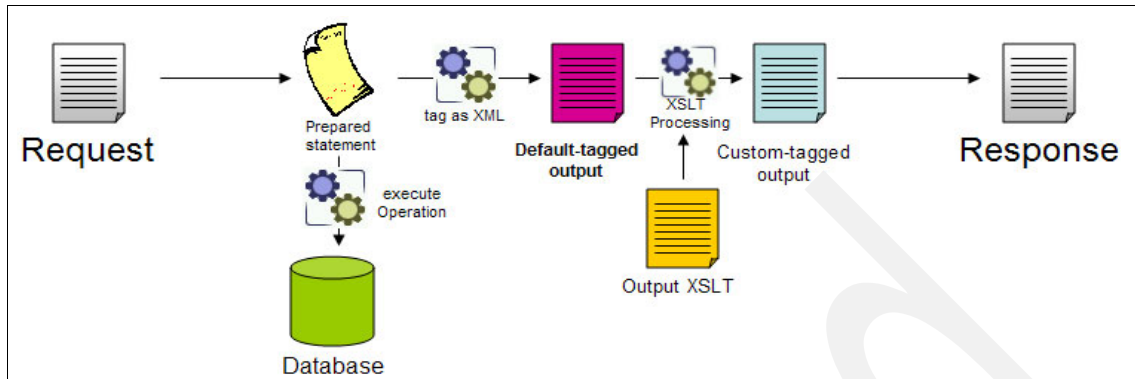 Request
Prepared
statement
execute
Operation
Database
tag as XML
Default-tagged
output
XSLT
Processing
Output XSLT
Custom-tagged
output
Response